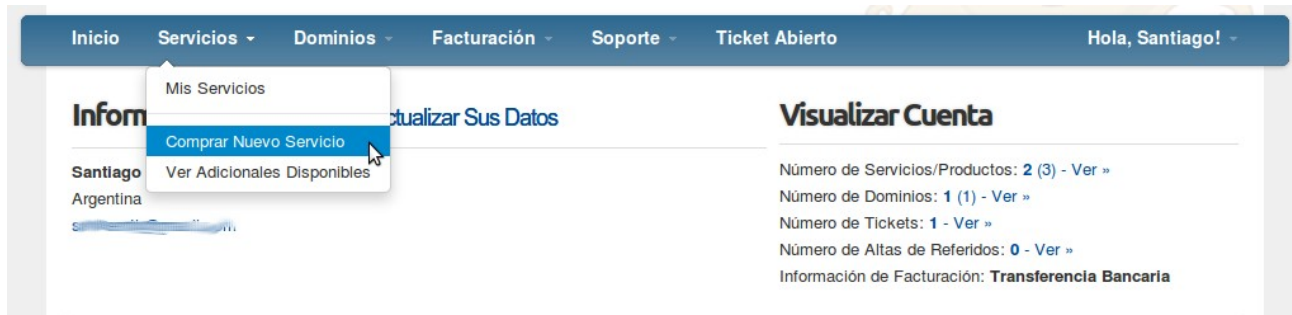 Inicio Servicios Dominios Facturación Soporte Ticket Abierto Hola, Santiago!
Mis Servicios
Comprar Nuevo Servicio
Ver Adicionales Disponibles
Inform ctualizar Sus Datos
Santiago
Argentina
Visualizar Cuenta
Número de Servicios/Productos: 2 (3) - Ver »
Número de Dominios: 1 (1) - Ver »
Número de Tickets: 1 - Ver »
Número de Altas de Referidos: 0 - Ver »
Información de Facturación: Transferencia Bancaria